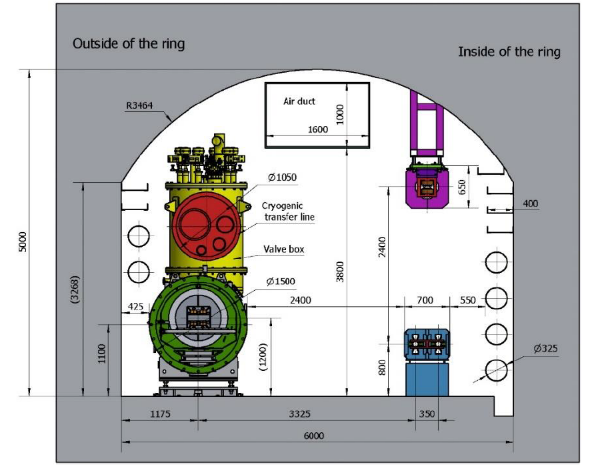 Outside of the ring
Inside of the ring
R3464
Air duct
1000
1600
Ø1050
650
Cryogenic
transfer line
400
Valve box
5000
(3268)
2400
3800
Ø1500
425
2400
700
550
1100
(1200)
800
Ø325
1175
3325
350
6000